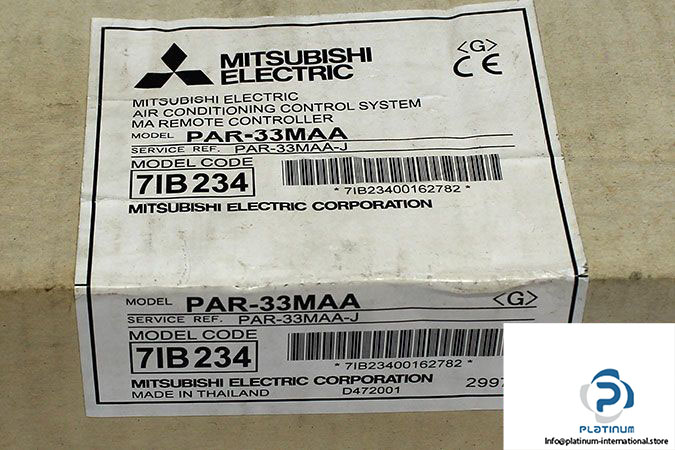 MITSUBISHI
ELECTRIC
<G>
CE
MITSUBISHI ELECTRIC
AIR CONDITIONING CONTROL SYSTEM
MA REMOTE CONTROLLER
MODEL PAR-33MAA
SERVICE REF. PAR-33MAA-J
MODEL CODE
7IB234
* 7IB23400162782 *
MITSUBISHI ELECTRIC CORPORATION
MODEL PAR-33MAA <G>
SERVICE REF. PAR-33MAA-J
MODEL CODE
7IB234
* 7IB23400162782 *
MITSUBISHI ELECTRIC CORPORATION
MADE IN THAILAND D472001
PLATINUM
Info@platinum-international.store